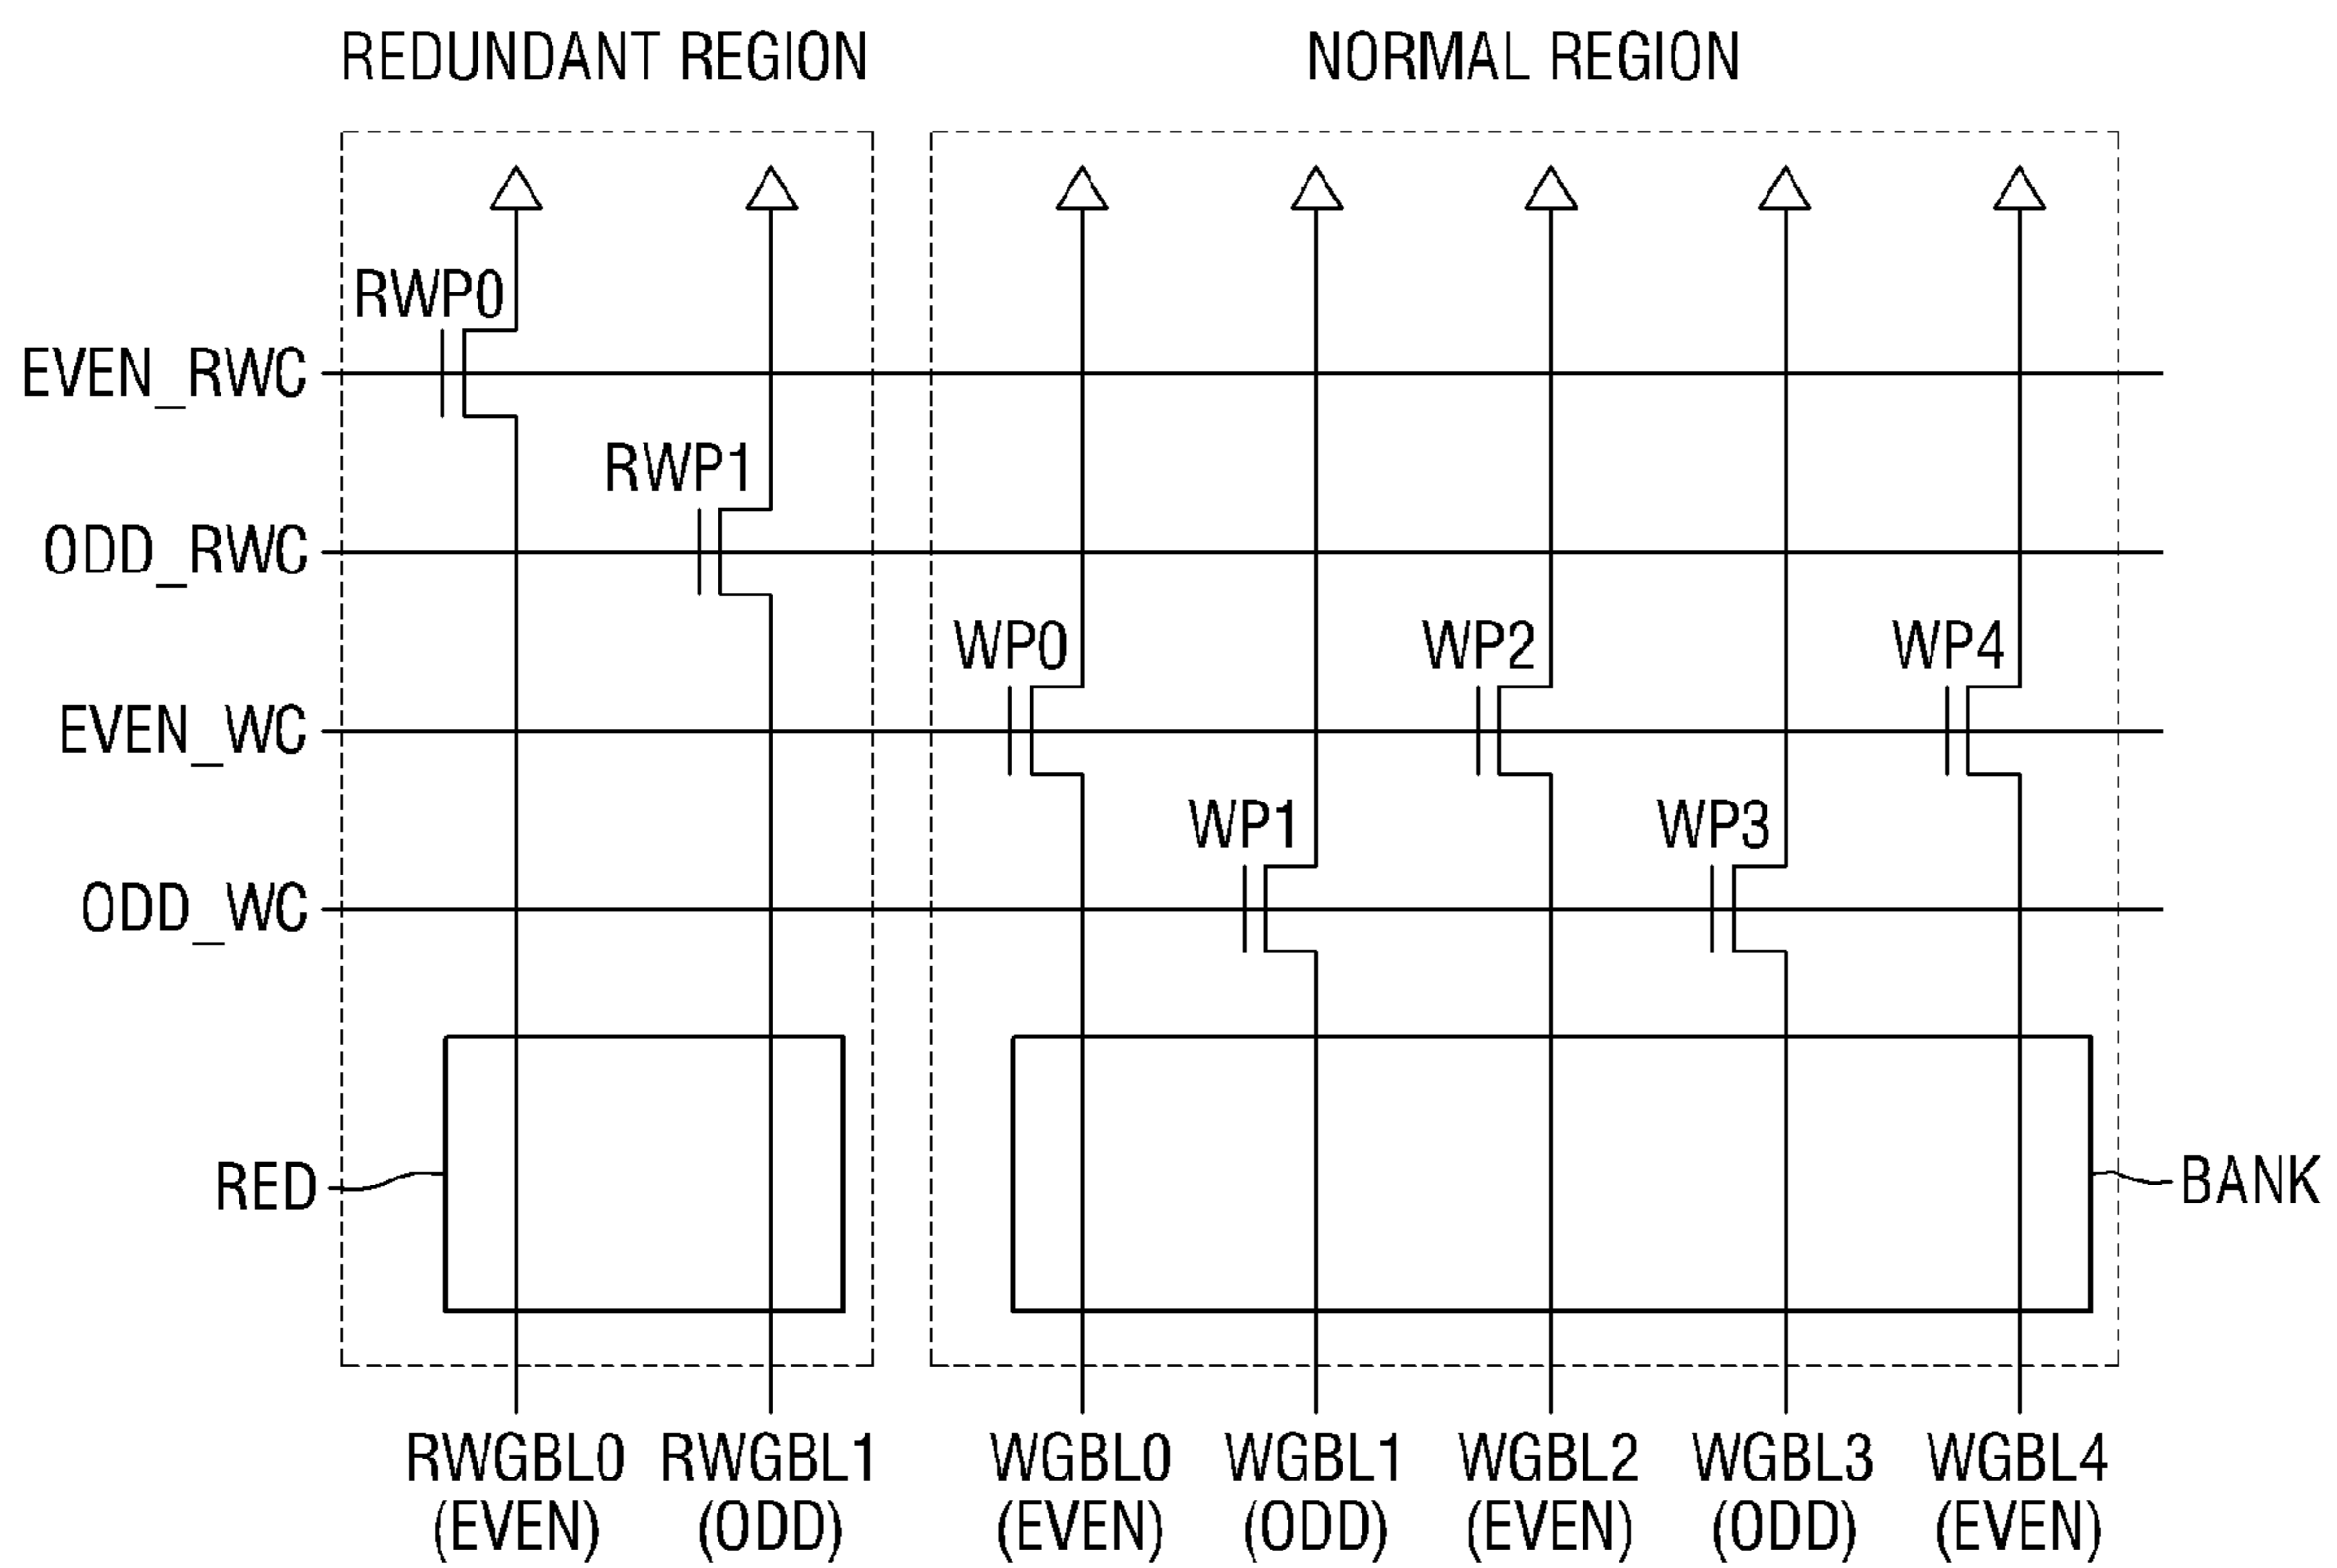 REDUNDANT REGION
NORMAL REGION
RWP0
EVEN_RWC
RWP1
ODD_RWC
WP0
WP2
WP4
EVEN_WC
WP1
WP3
ODD_WC
RED
BANK
RWGBL0 RWGBL1 WGBL0 WGBL1 WGBL2 WGBL3 WGBL4
(EVEN) (ODD) (EVEN) (ODD) (EVEN) (ODD) (EVEN)